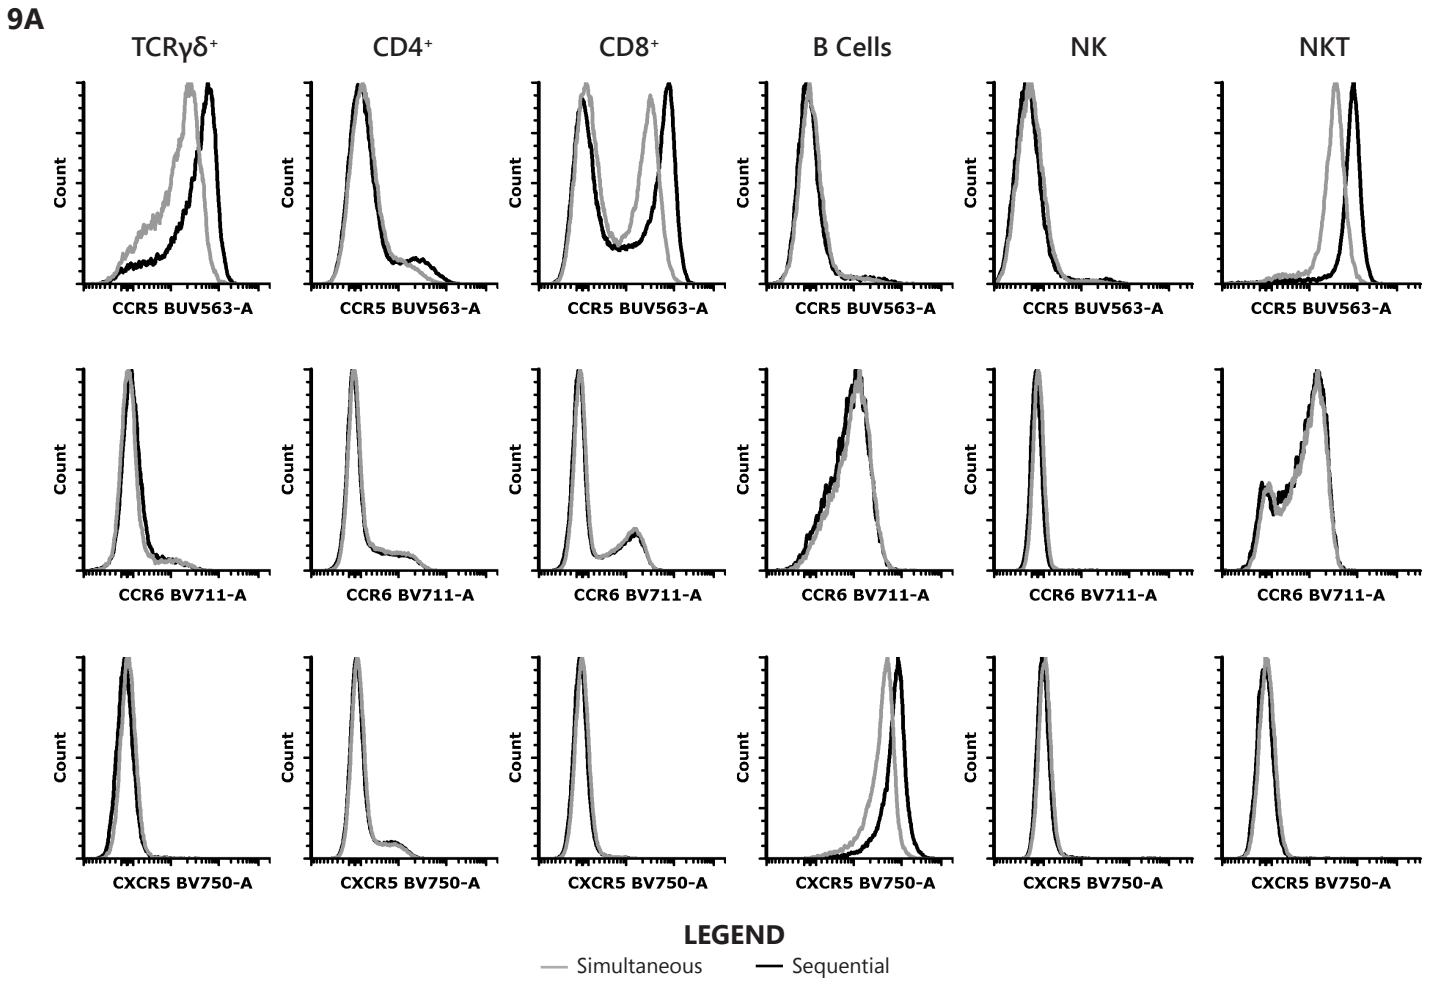 9A
TCRγδ⁺ CD4⁺ CD8⁺ B Cells NK NKT
Count Count Count Count Count
CCR5 BUV563-A CCR5 BUV563-A CCR5 BUV563-A CCR5 BUV563-A CCR5 BUV563-A CCR5 BUV563-A
Count Count Count Count Count
CCR6 BV711-A CCR6 BV711-A CCR6 BV711-A CCR6 BV711-A CCR6 BV711-A CCR6 BV711-A
Count Count Count Count Count
CXCR5 BV750-A CXCR5 BV750-A CXCR5 BV750-A CXCR5 BV750-A CXCR5 BV750-A CXCR5 BV750-A
LEGEND
Simultaneous Sequential